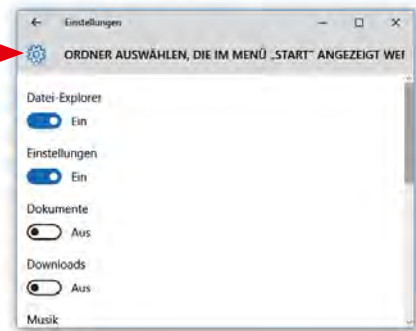 Einstellungen
ORDNER AUSWÄHLEN, DIE IM MENÜ „START“ ANGEZEIGT WEI
Datei-Explorer
Ein
Einstellungen
Ein
Dokumente
Aus
Downloads
Aus
Musik